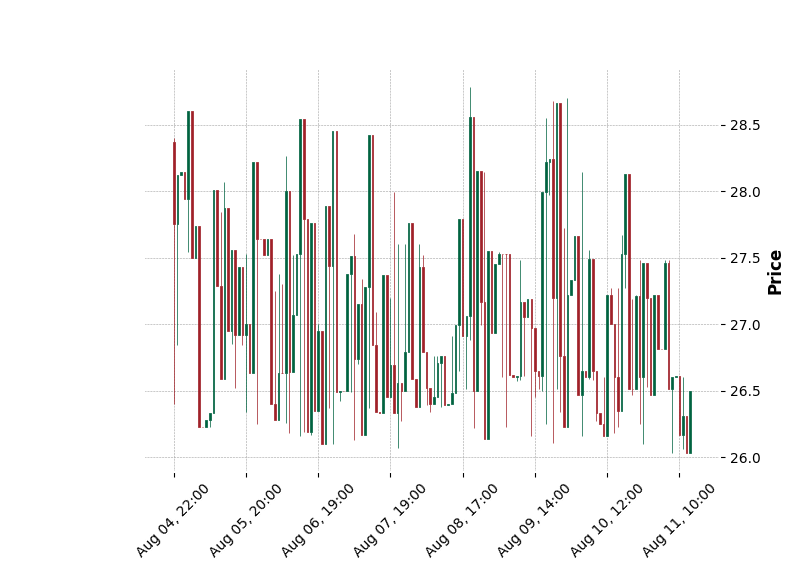 28.5
28.0
27.5
27.0
26.5
26.0
Price
Aug 04, 22:00
Aug 05, 20:00
Aug 06, 19:00
Aug 07, 19:00
Aug 08, 17:00
Aug 09, 14:00
Aug 10, 12:00
Aug 11, 10:00